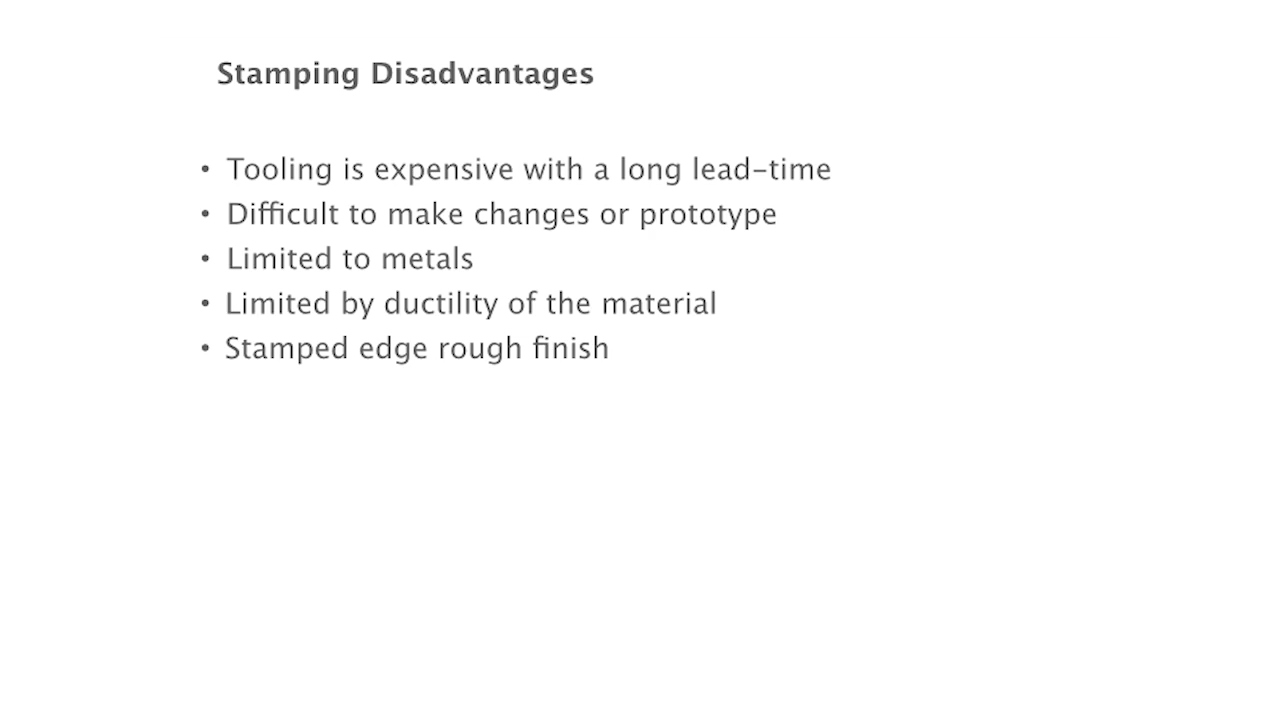 Stamping Disadvantages
• Tooling is expensive with a long lead-time
• Difficult to make changes or prototype
• Limited to metals
• Limited by ductility of the material
• Stamped edge rough finish